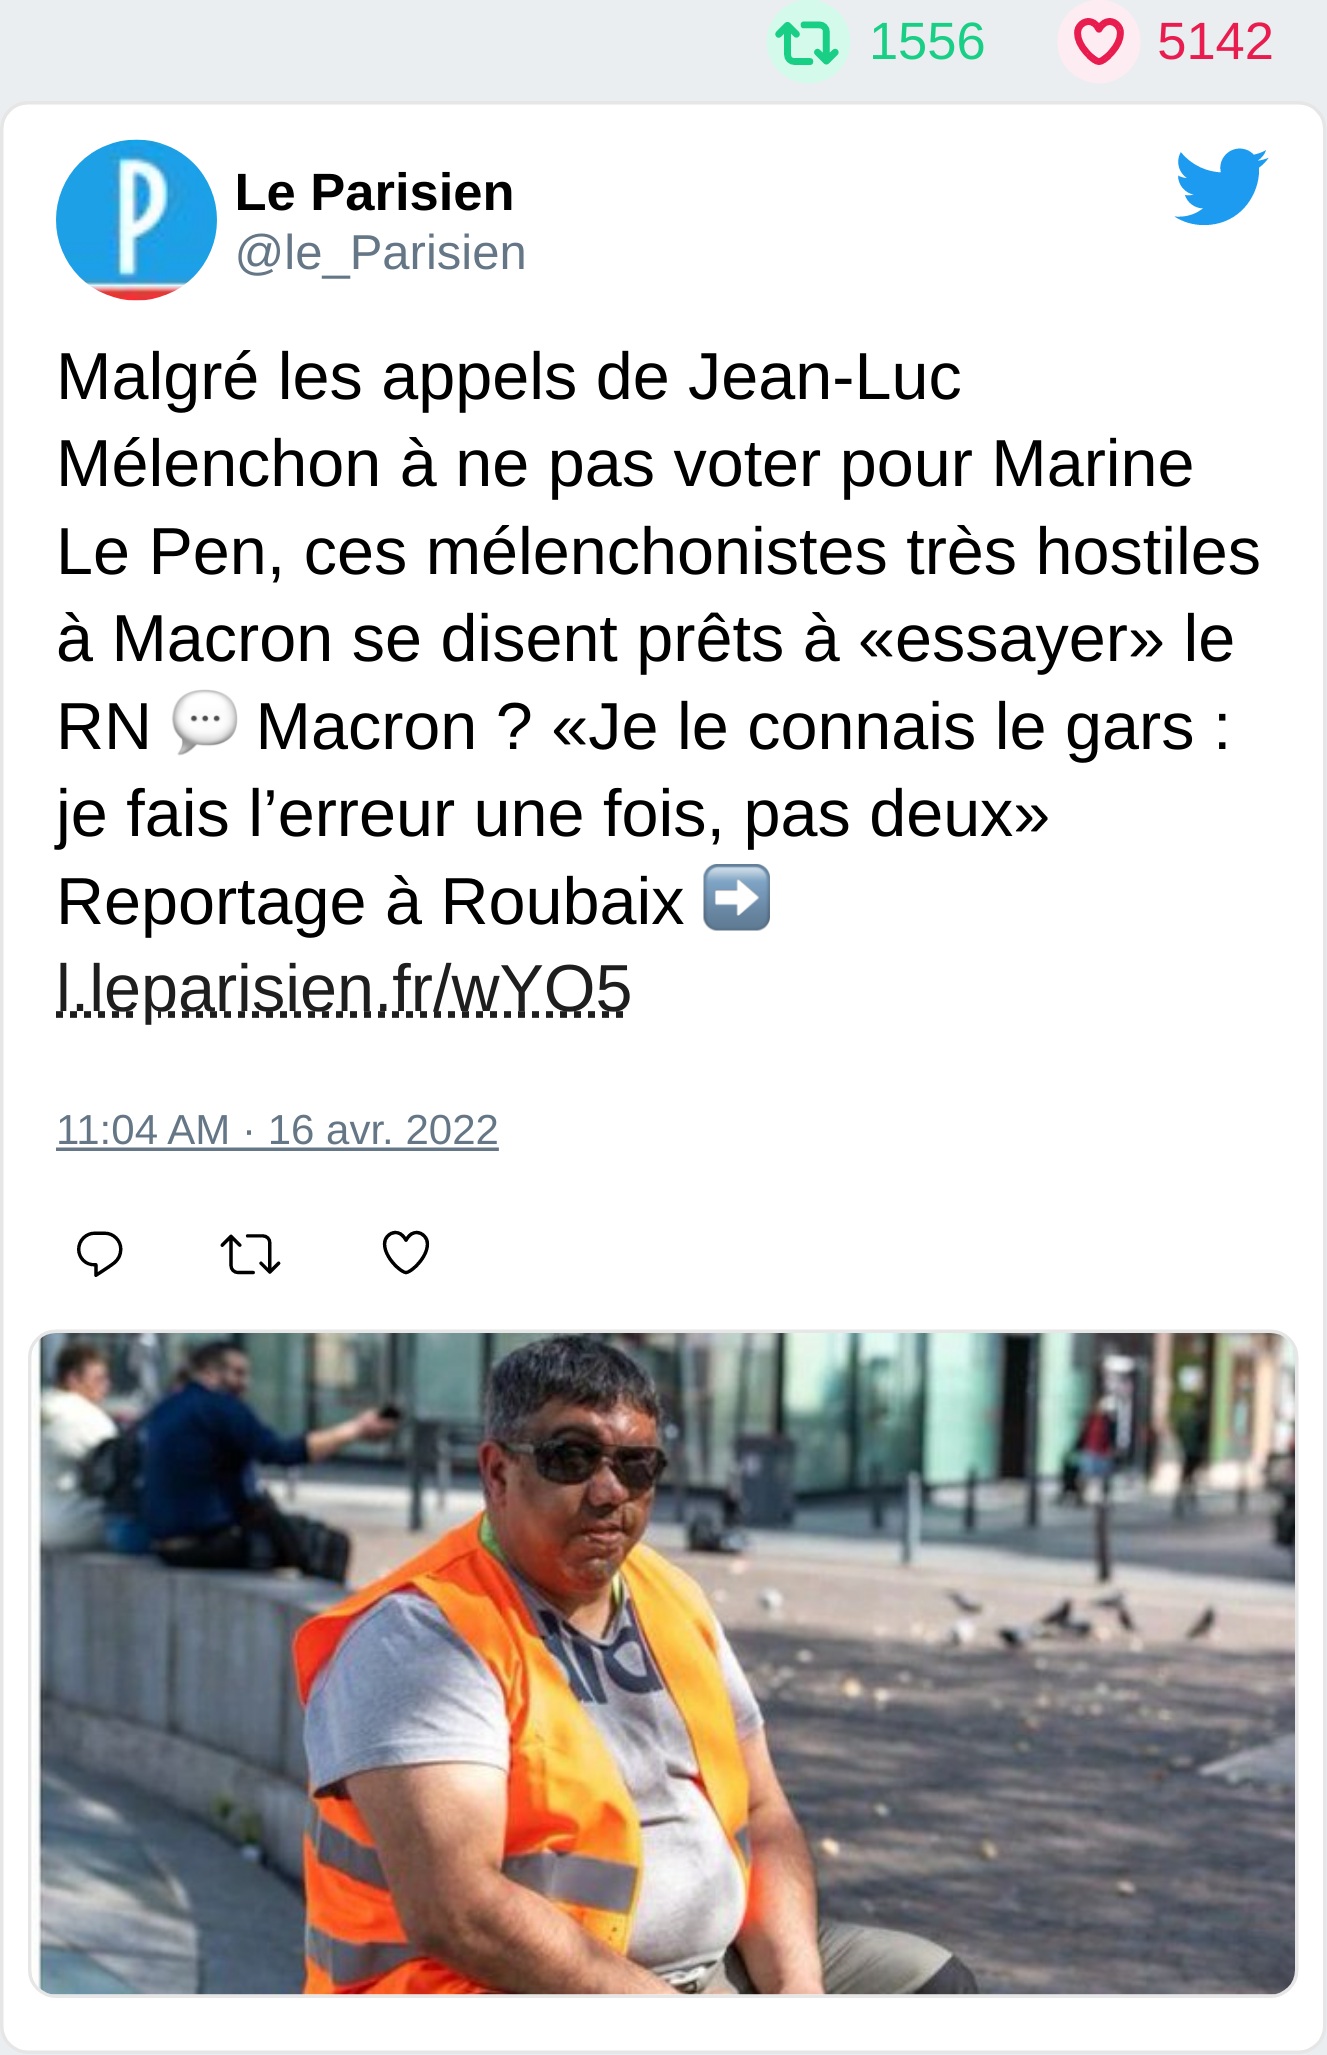 1556 5142
Le Parisien
@le_Parisien
Malgré les appels de Jean-Luc
Mélenchon à ne pas voter pour Marine
Le Pen, ces mélenchonistes très hostiles
à Macron se disent prêts à «essayer» le
RN 💬 Macron ? «Je le connais le gars :
je fais l’erreur une fois, pas deux»
Reportage à Roubaix ➡️
l.leparisien.fr/wYO5
11:04 AM · 16 avr. 2022